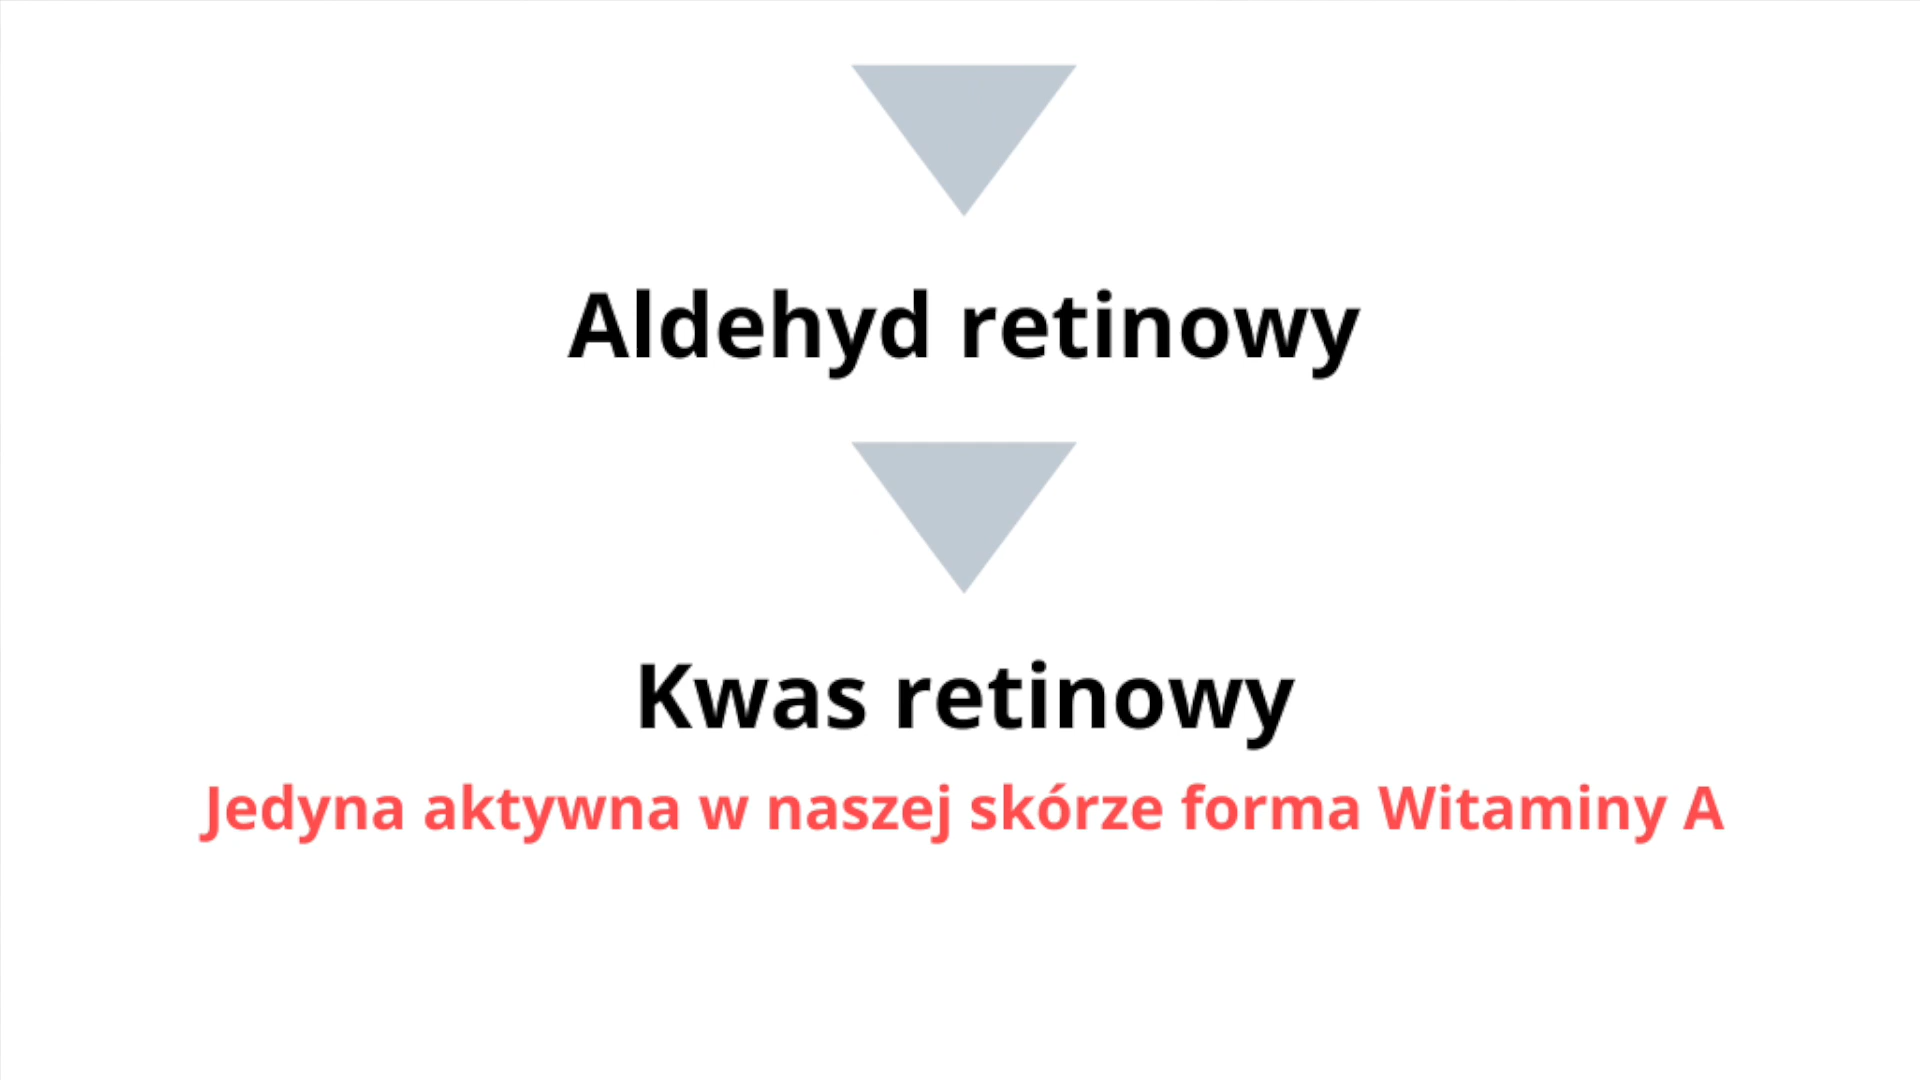 Aldehyd retinowy
Kwas retinowy
Jedyna aktywna w naszej skórze forma Witaminy A